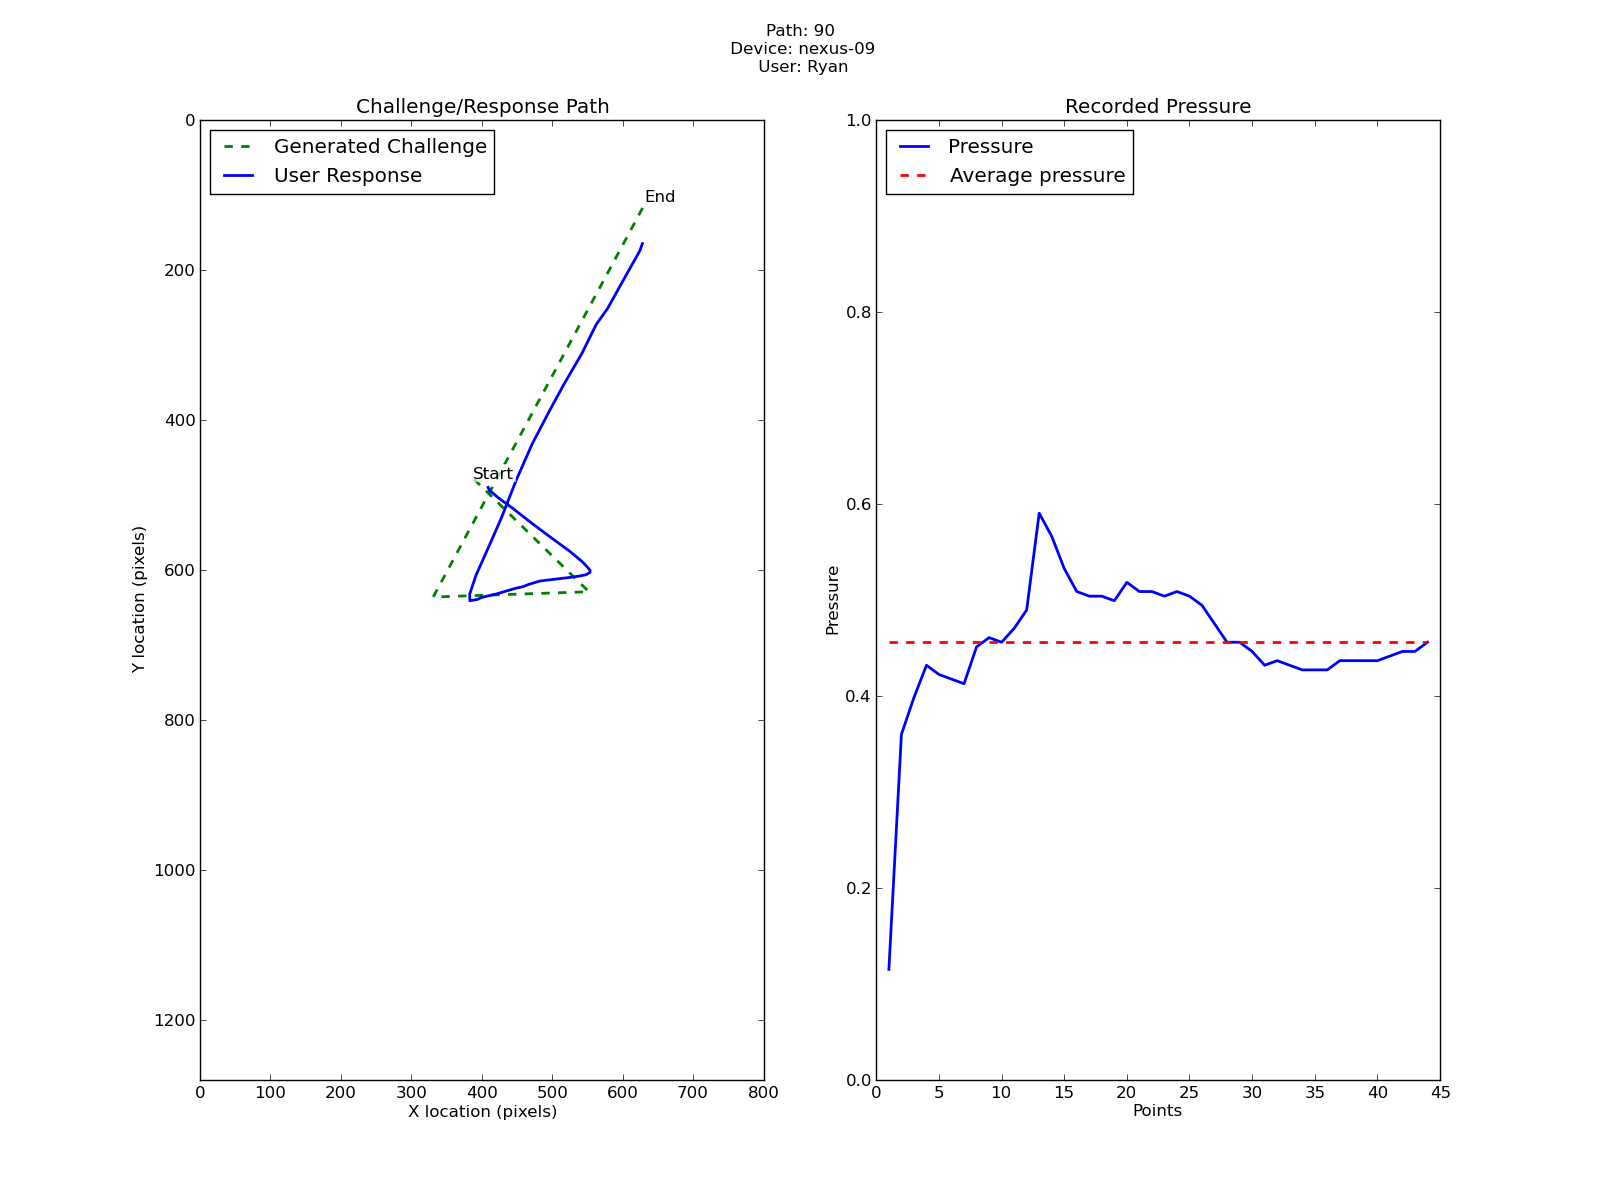 Path: 90
Device: nexus-09
User: Ryan
Challenge/Response Path
Generated Challenge
User Response
End
Start
0
200
400
600
800
1000
1200
Y location (pixels)
0 100 200 300 400 500 600 700 800
X location (pixels)
Recorded Pressure
Pressure
Average pressure
1.0
0.8
0.6
0.4
0.2
0.0
Pressure
0 5 10 15 20 25 30 35 40 45
Points